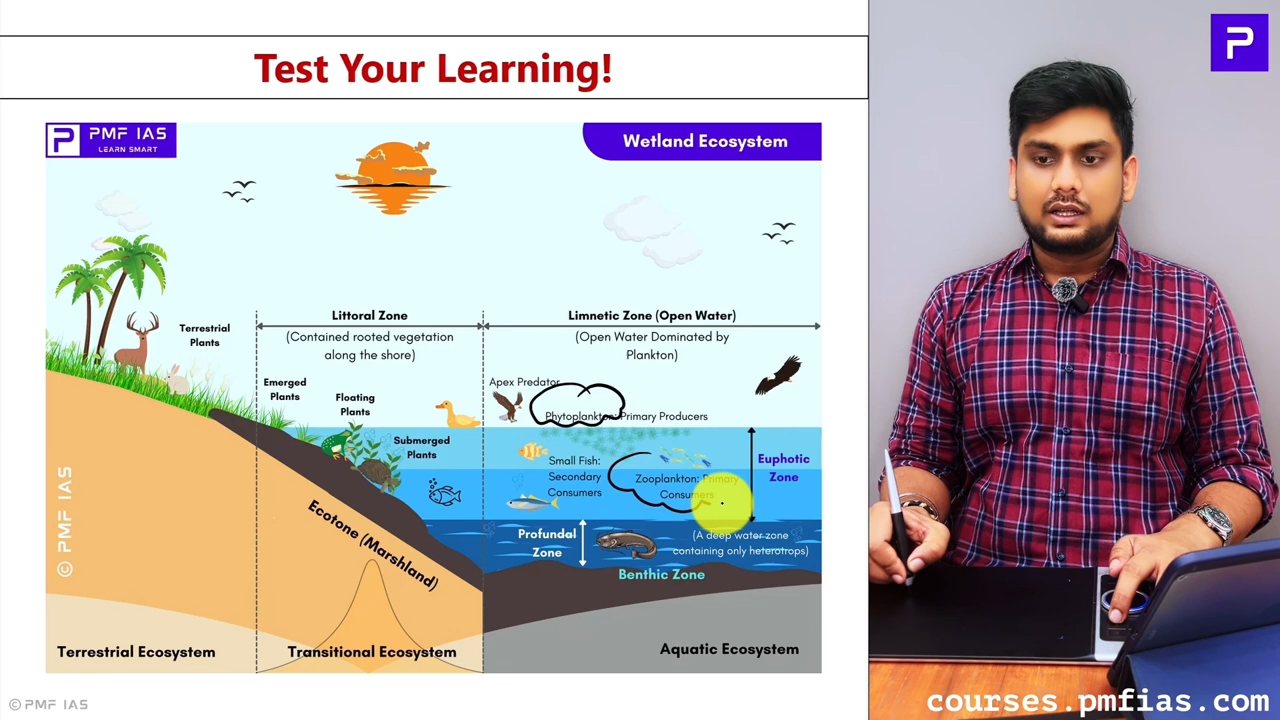 Test Your Learning!
P
PMF IAS
LEARN SMART
Wetland Ecosystem
Littoral Zone
(Contained rooted vegetation
along the shore)
Limnetic Zone (Open Water)
(Open Water Dominated by
Plankton)
Terrestrial
Plants
Emerged
Plants
Floating
Plants
Submerged
Plants
Apex Predator
Phytoplankton: Primary Producers
Small Fish:
Secondary
Consumers
Zooplankton: Primary
Consumers
Euphotic
Zone
Profundal
Zone
(A deep water zone
containing only heterotrops)
Benthic Zone
Ecotone (Marshland)
© PMF IAS
Terrestrial Ecosystem
Transitional Ecosystem
Aquatic Ecosystem
© PMF IAS
P
courses.pmfias.com